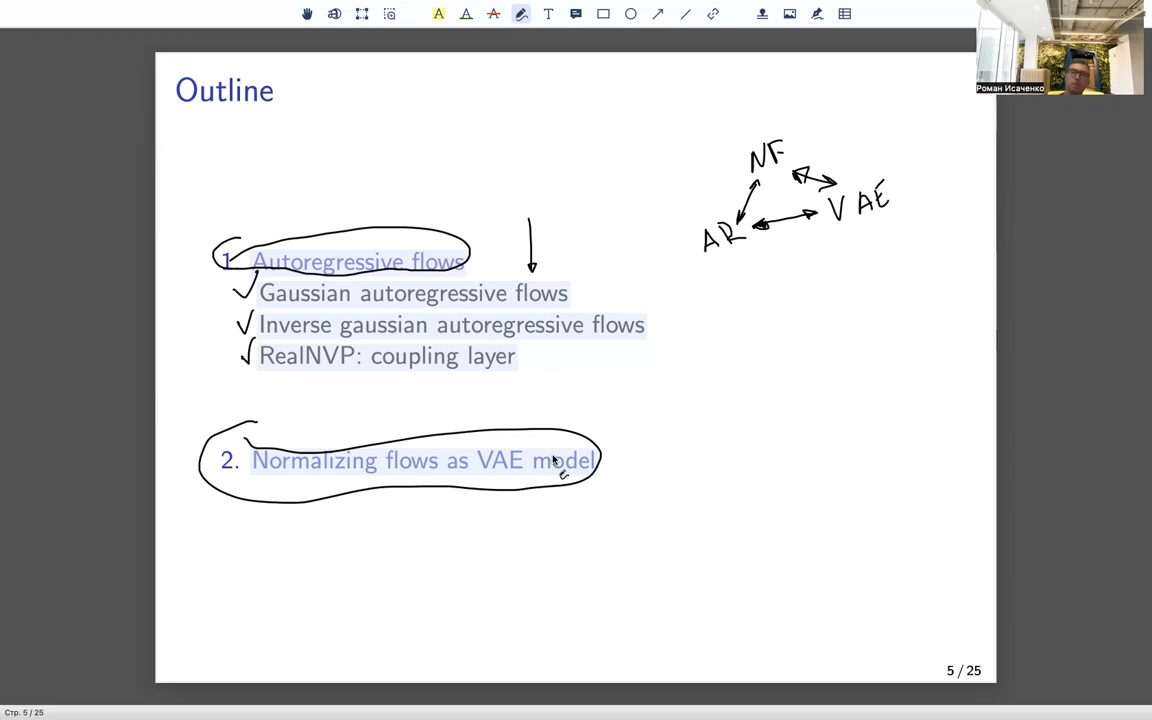 Роман Исаченко
Outline
NF
VAE
AR
1. Autoregressive flows
Gaussian autoregressive flows
Inverse gaussian autoregressive flows
RealNVP: coupling layer
2. Normalizing flows as VAE model
5 / 25
Стр. 5 / 25